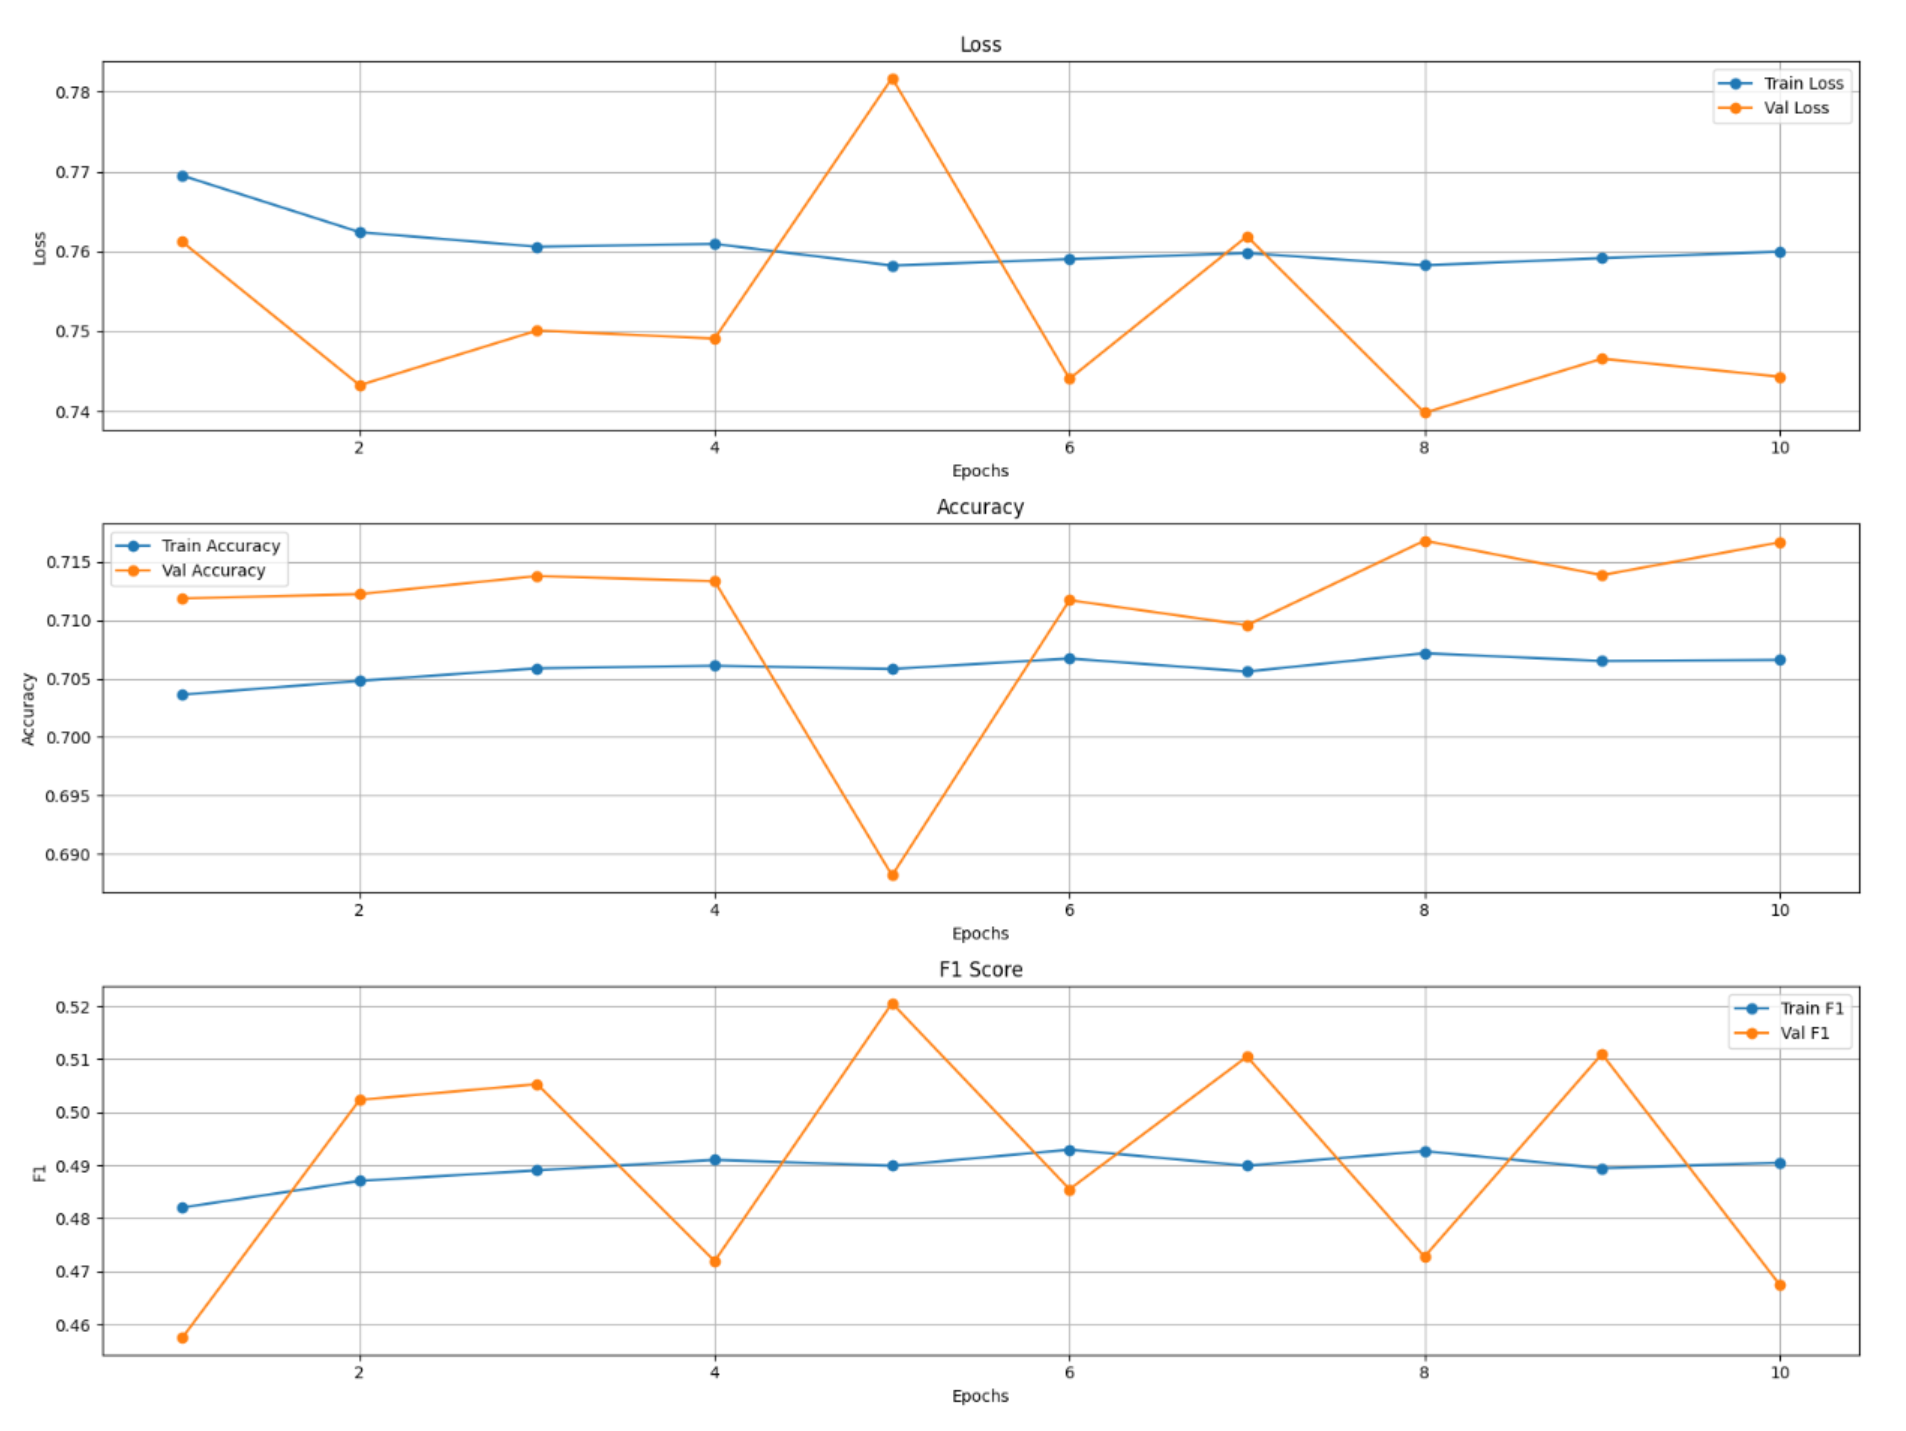 Loss
0.78
0.77
0.76
0.75
0.74
Loss
Train Loss
Val Loss
2 4 6 8 10
Epochs
Accuracy
0.715
0.710
0.705
0.700
0.695
0.690
Accuracy
Train Accuracy
Val Accuracy
2 4 6 8 10
Epochs
F1 Score
0.52
0.51
0.50
0.49
0.48
0.47
0.46
F1
Train F1
Val F1
2 4 6 8 10
Epochs